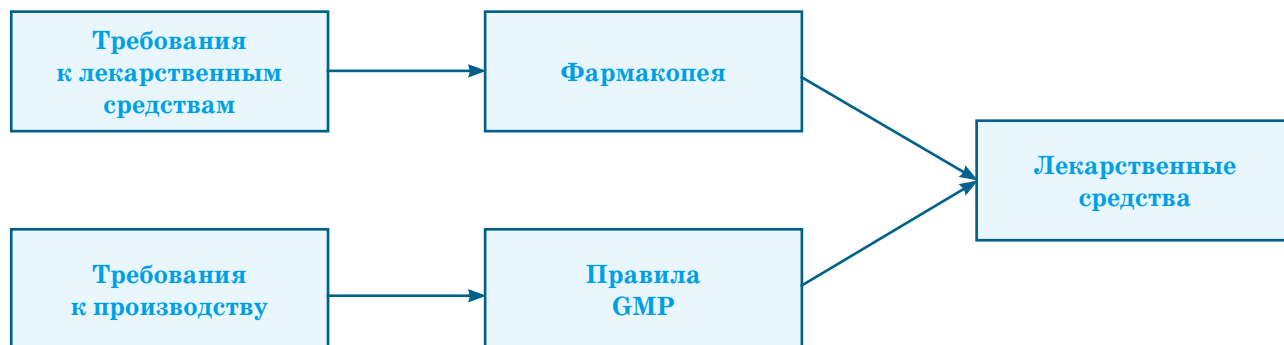 Требования
к лекарственным
средствам
Фармакопея
Лекарственные
средства
Требования
к производству
Правила
GMP